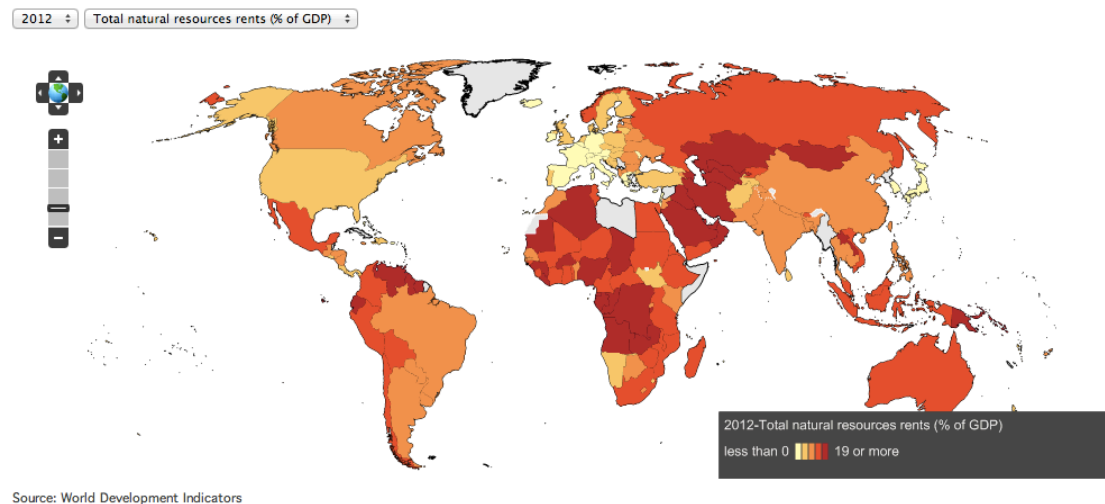 2012 Total natural resources rents (% of GDP)
+
−
2012-Total natural resources rents (% of GDP)
less than 0 19 or more
Source: World Development Indicators